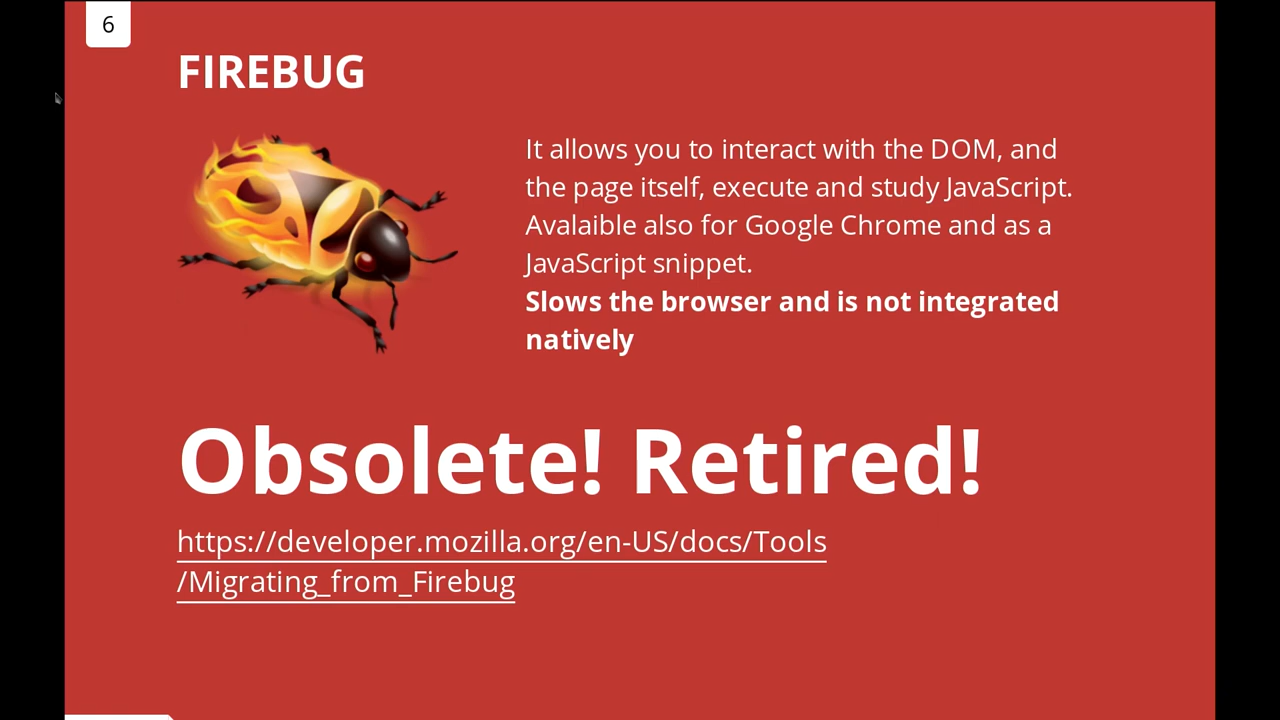 6
FIREBUG
It allows you to interact with the DOM, and
the page itself, execute and study JavaScript.
Avalaible also for Google Chrome and as a
JavaScript snippet.
Slows the browser and is not integrated
natively
Obsolete! Retired!
https://developer.mozilla.org/en-US/docs/Tools
/Migrating_from_Firebug